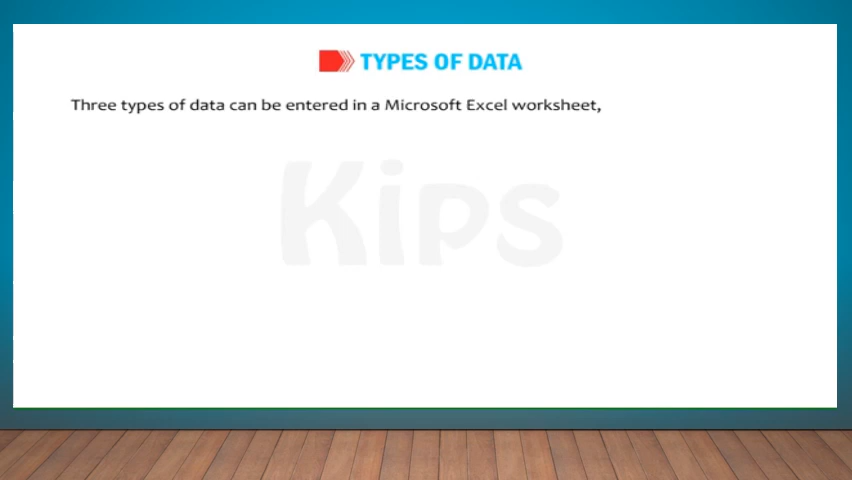 TYPES OF DATA
Three types of data can be entered in a Microsoft Excel worksheet,
Kips